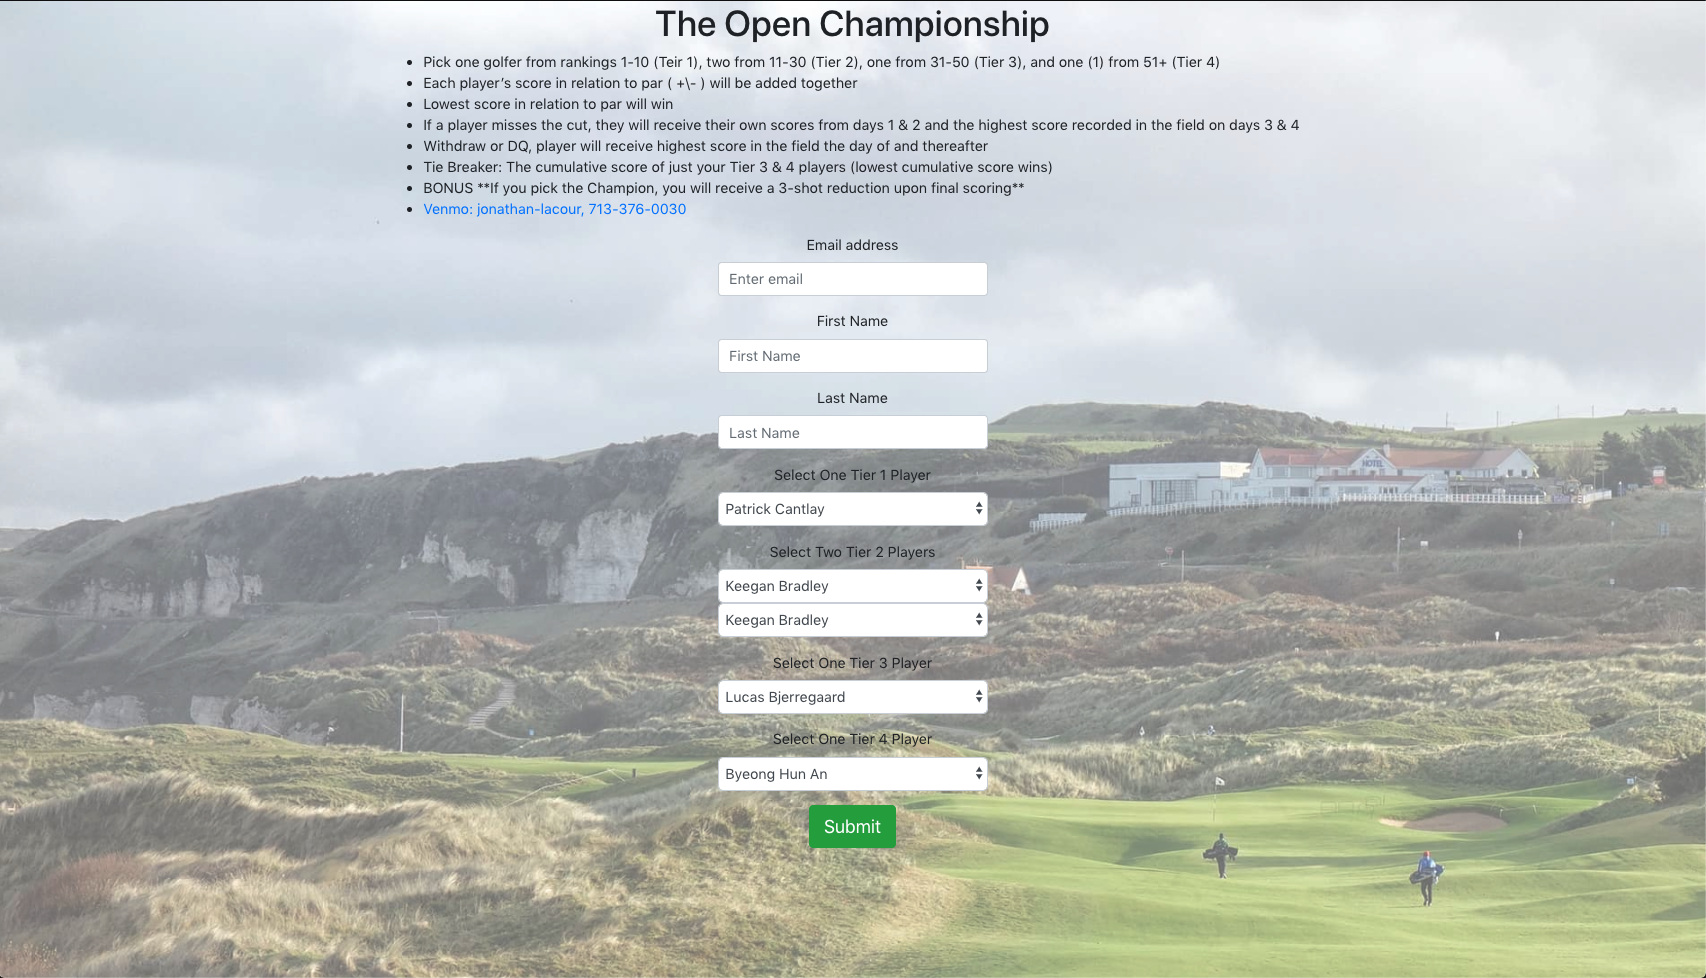 The Open Championship
Pick one golfer from rankings 1-10 (Teir 1), two from 11-30 (Tier 2), one from 31-50 (Tier 3), and one (1) from 51+ (Tier 4)
Each player’s score in relation to par ( +\- ) will be added together
Lowest score in relation to par will win
If a player misses the cut, they will receive their own scores from days 1 & 2 and the highest score recorded in the field on days 3 & 4
Withdraw or DQ, player will receive highest score in the field the day of and thereafter
Tie Breaker: The cumulative score of just your Tier 3 & 4 players (lowest cumulative score wins)
BONUS **If you pick the Champion, you will receive a 3-shot reduction upon final scoring**
Venmo: jonathan-lacour, 713-376-0030
Email address
Enter email
First Name
First Name
Last Name
Last Name
HOTEL
Select One Tier 1 Player
Patrick Cantlay
Select Two Tier 2 Players
Keegan Bradley
Keegan Bradley
Select One Tier 3 Player
Lucas Bjerregaard
Select One Tier 4 Player
Byeong Hun An
Submit